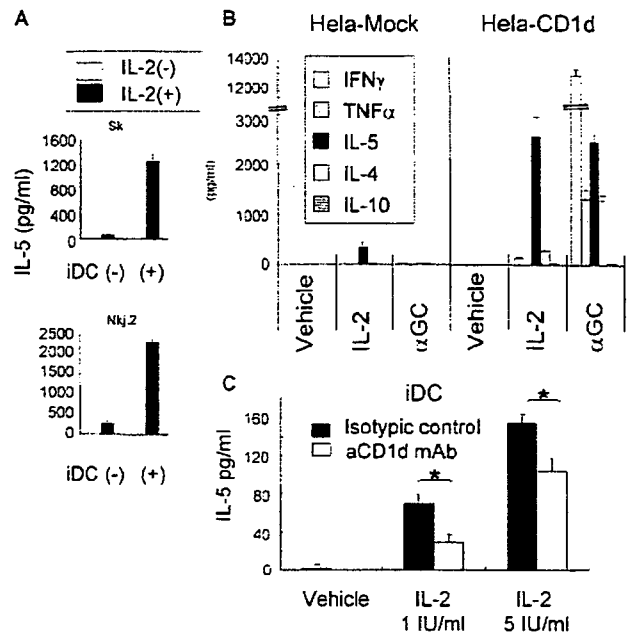 A
IL-2(-)
IL-2(+)
Sk
1600
1200
800
400
0
IL-5 (pg/ml)
iDC (-) (+)
Nkj.2
2500
2000
1500
1000
500
0
iDC (-) (+)
B
Hela-Mock Hela-CD1d
14000
12000
3000
2000
1000
0
(pg/ml)
IFNγ
TNFα
IL-5
IL-4
IL-10
Vehicle IL-2 αGC Vehicle IL-2 αGC
C
iDC
160
120
80
40
0
IL-5 pg/ml
Isotypic control
aCD1d mAb
* *
Vehicle IL-2 IL-2
1 IU/ml 5 IU/ml